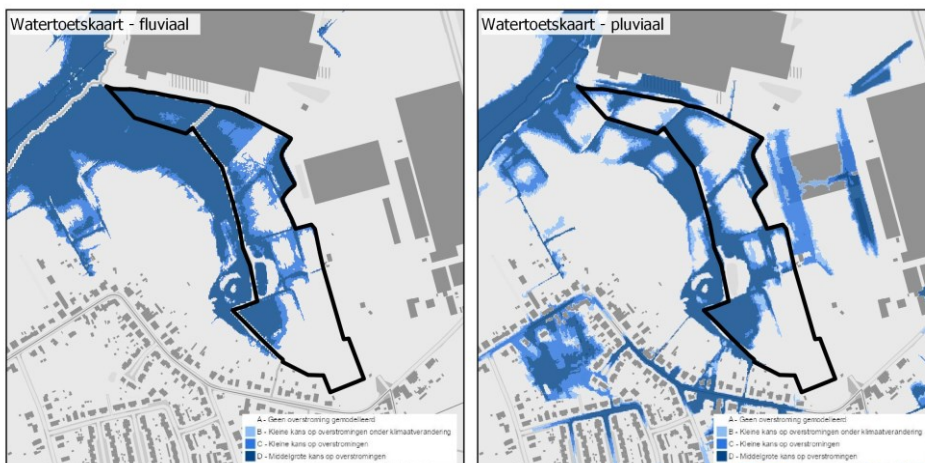 Watertoetskaart - fluviaal
A - Geen overstroming gemodelleerd
B - Kleine kans op overstromingen onder klimaatverandering
C - Kleine kans op overstromingen
D - Middelgrote kans op overstromingen
Watertoetskaart - pluviaal
A - Geen overstroming gemodelleerd
B - Kleine kans op overstromingen onder klimaatverandering
C - Kleine kans op overstromingen
D - Middelgrote kans op overstromingen